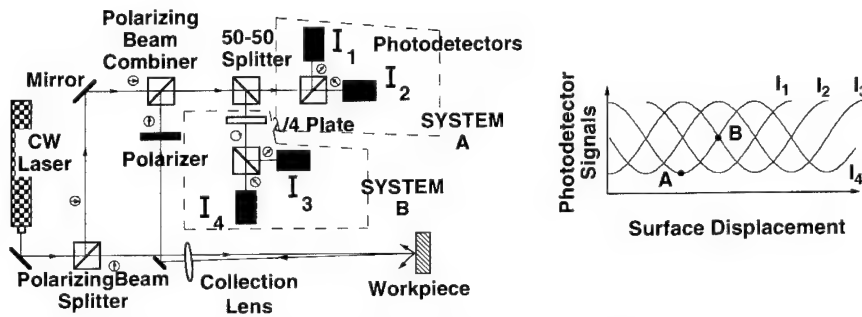 Polarizing
Beam
Combiner
50-50
Splitter
I1
Photodetectors
I2
Mirror
CW
Laser
Polarizer
λ/4 Plate
SYSTEM
A
I3
I4
SYSTEM
B
Polarizing Beam
Splitter
Collection
Lens
Workpiece
Photodetector
Signals
I1
I2
I3
I4
A
B
Surface Displacement